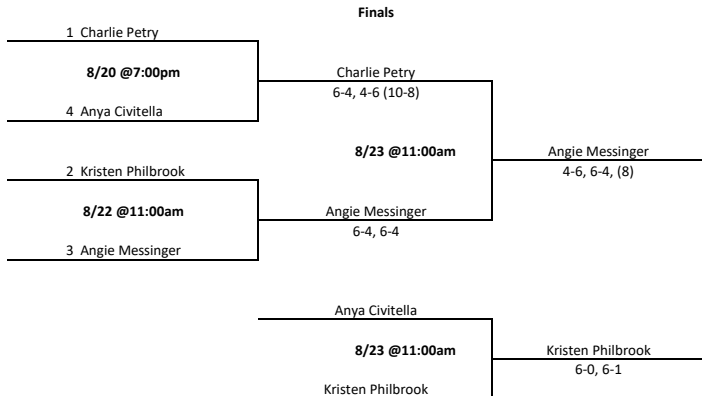 Finals
1 Charlie Petry
8/20 @7:00pm
Charlie Petry
6-4, 4-6 (10-8)
4 Anya Civitella
8/23 @11:00am
Angie Messinger
4-6, 6-4, (8)
2 Kristen Philbrook
8/22 @11:00am
Angie Messinger
6-4, 6-4
3 Angie Messinger
Anya Civitella
8/23 @11:00am
Kristen Philbrook
6-0, 6-1
Kristen Philbrook